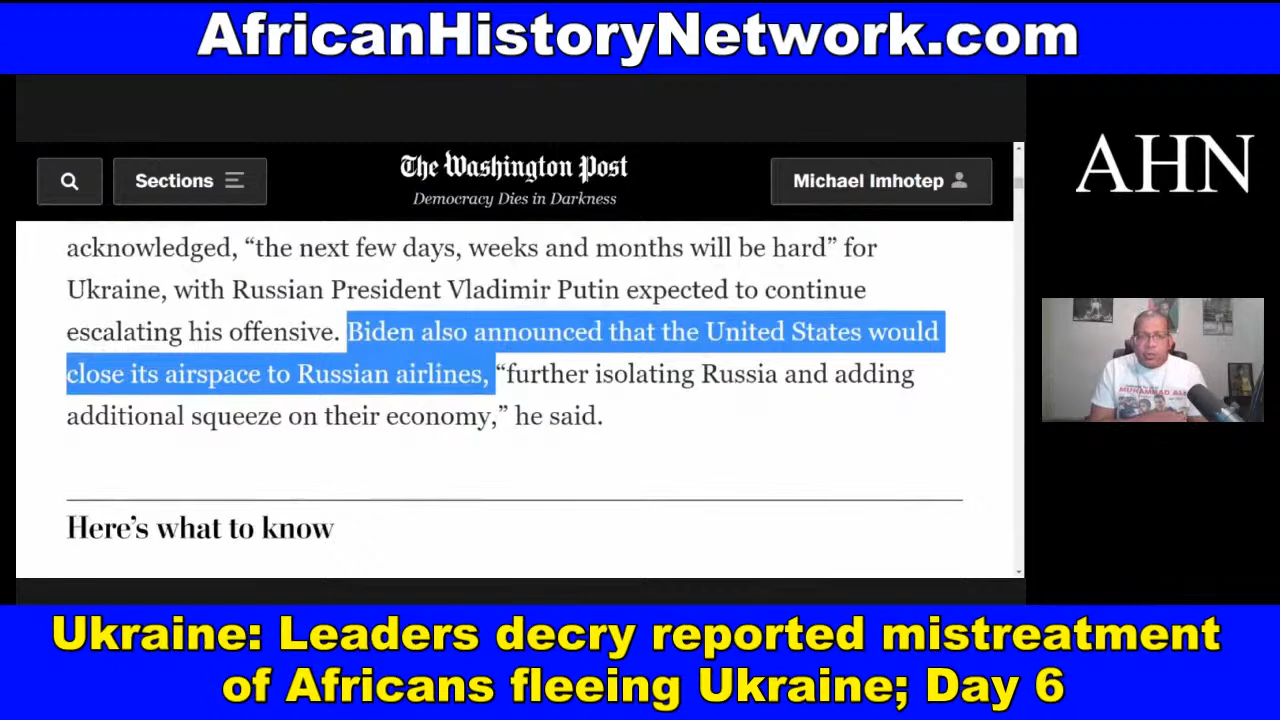 AfricanHistoryNetwork.com
AHN
Sections
The Washington Post
Democracy Dies in Darkness
Michael Imhotep
acknowledged, “the next few days, weeks and months will be hard” for
Ukraine, with Russian President Vladimir Putin expected to continue
escalating his offensive. Biden also announced that the United States would
close its airspace to Russian airlines, “further isolating Russia and adding
additional squeeze on their economy,” he said.
Here’s what to know
MUHAMMAD ALI
Ukraine: Leaders decry reported mistreatment
of Africans fleeing Ukraine; Day 6